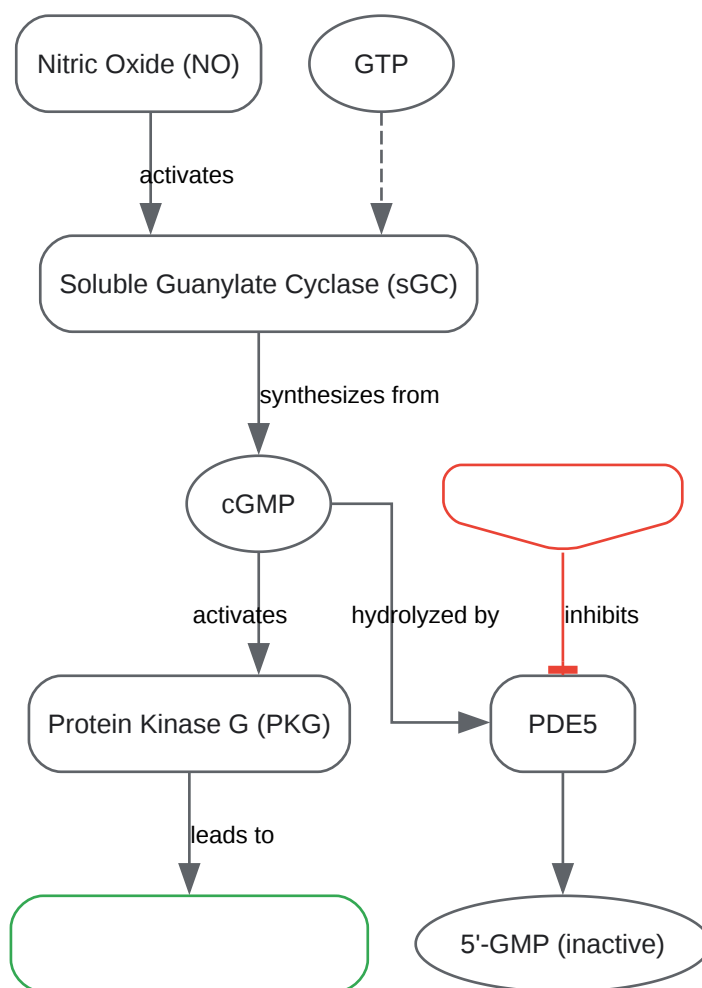 Nitric Oxide (NO)
GTP
activates
Soluble Guanylate Cyclase (sGC)
synthesizes from
cGMP
activates
hydrolyzed by
inhibits
Protein Kinase G (PKG)
PDE5
leads to
5'-GMP (inactive)